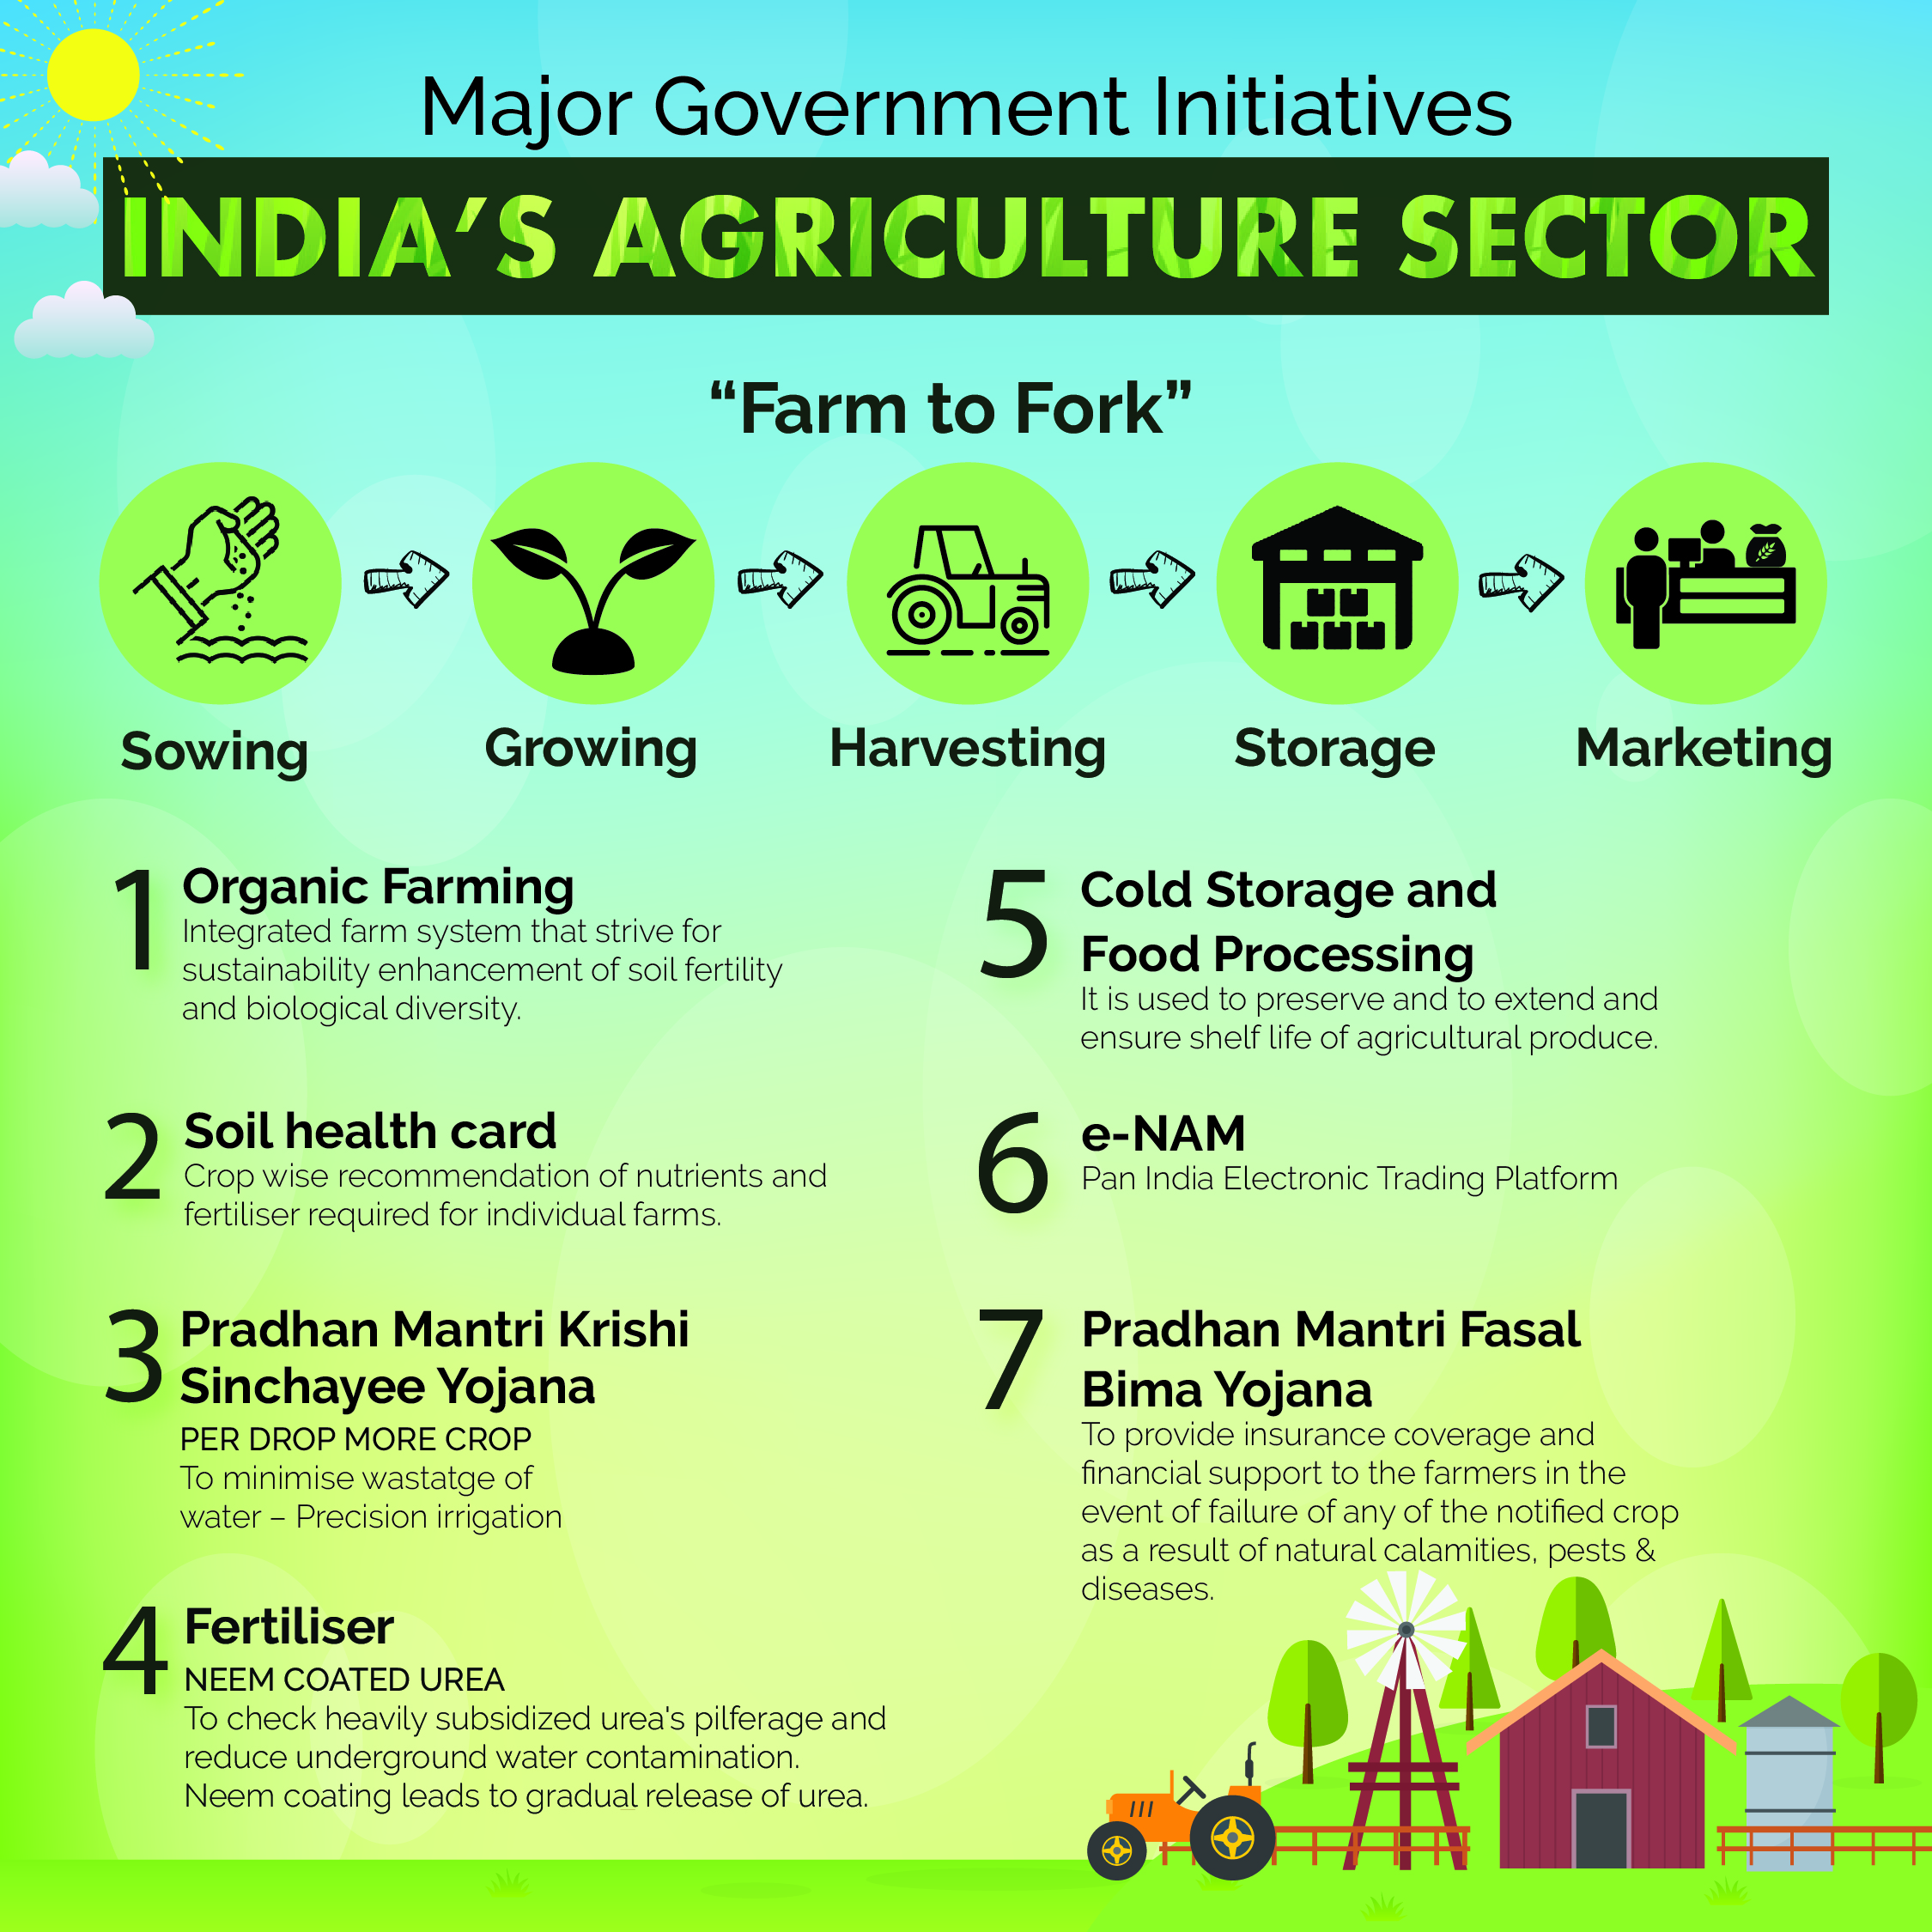 Major Government Initiatives
INDIA'S AGRICULTURE SECTOR
“Farm to Fork”
Sowing
Growing
Harvesting
Storage
Marketing
1
Organic Farming
Integrated farm system that strive for
sustainability enhancement of soil fertility
and biological diversity.
2
Soil health card
Crop wise recommendation of nutrients and
fertiliser required for individual farms.
3
Pradhan Mantri Krishi
Sinchayee Yojana
PER DROP MORE CROP
To minimise wastatge of
water – Precision irrigation
4
Fertiliser
NEEM COATED UREA
To check heavily subsidized urea's pilferage and
reduce underground water contamination.
Neem coating leads to gradual release of urea.
5
Cold Storage and
Food Processing
It is used to preserve and to extend and
ensure shelf life of agricultural produce.
6
e-NAM
Pan India Electronic Trading Platform
7
Pradhan Mantri Fasal
Bima Yojana
To provide insurance coverage and
financial support to the farmers in the
event of failure of any of the notified crop
as a result of natural calamities, pests &
diseases.